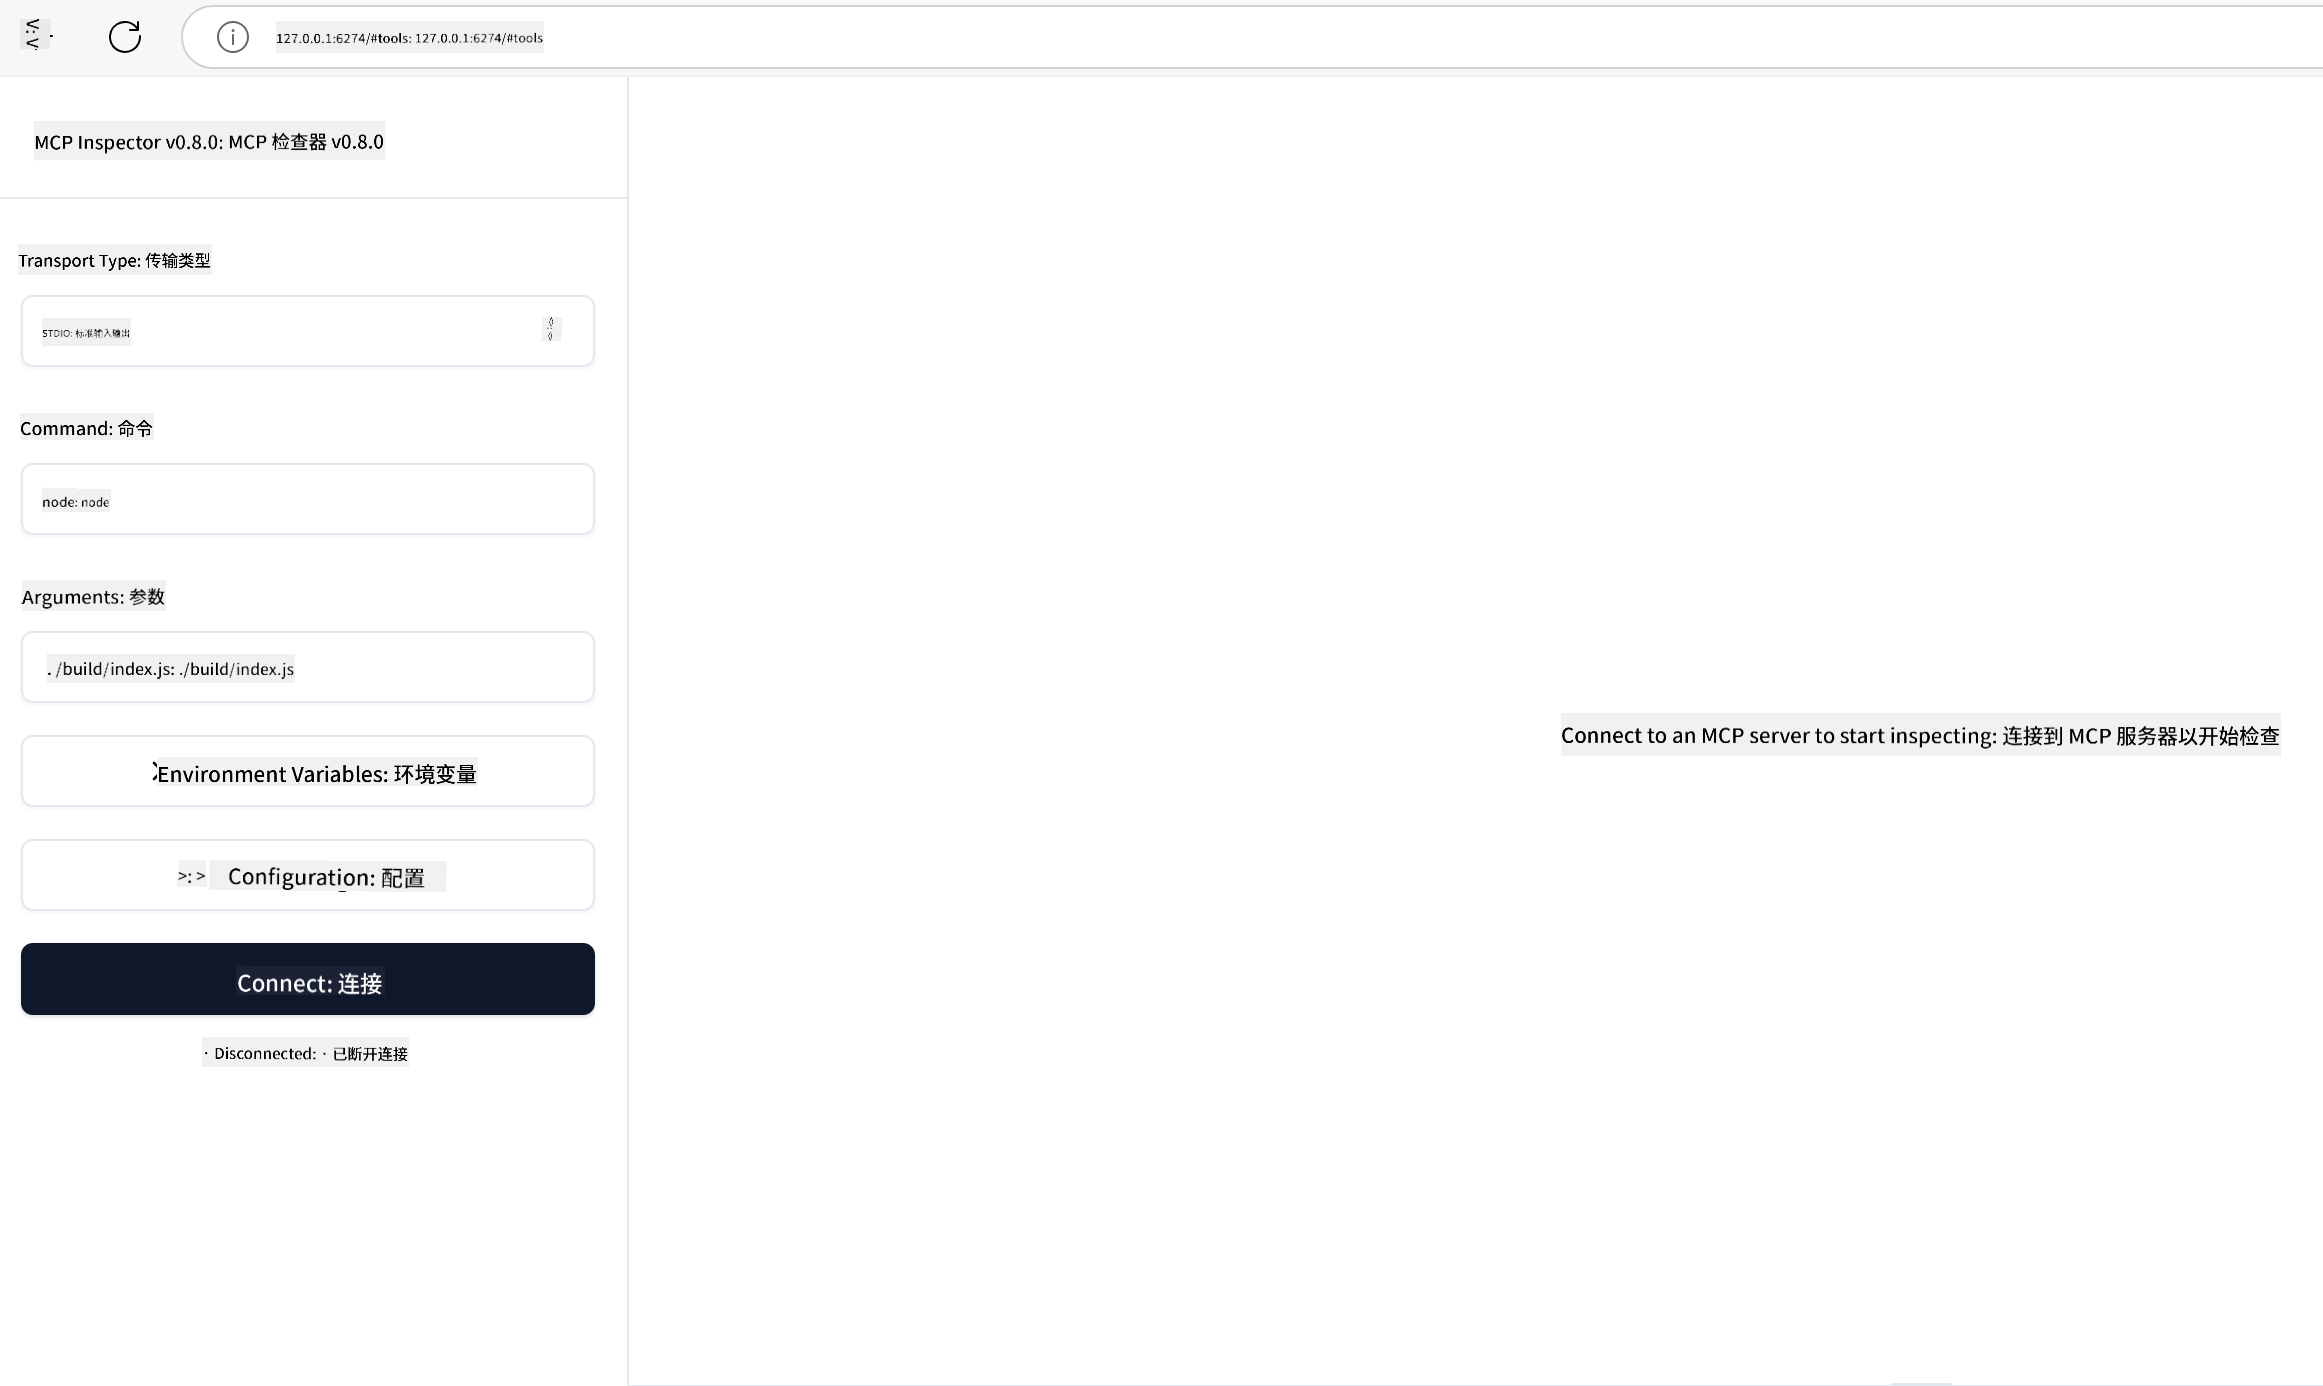 127.0.0.1:6274/#tools: 127.0.0.1:6274/#tools
MCP Inspector v0.8.0: MCP 检查器 v0.8.0
Transport Type: 传输类型
STDIO: 标准输入输出
Command: 命令
node: node
Arguments: 参数
. /build/index.js: ./build/index.js
Environment Variables: 环境变量
>: > Configuration: 配置
Connect: 连接
· Disconnected: · 已断开连接
Connect to an MCP server to start inspecting: 连接到 MCP 服务器以开始检查